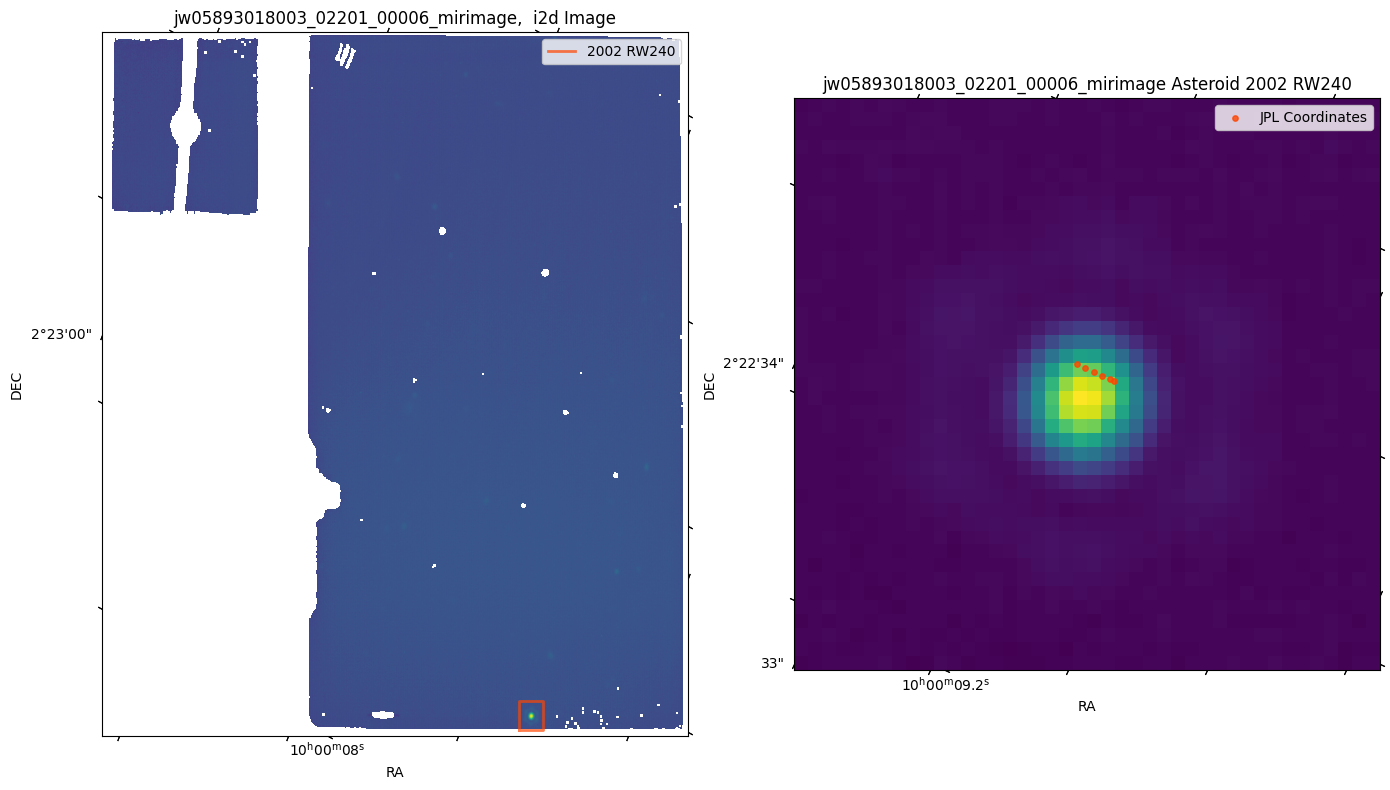 jw05893018003_02201_00006_mirimage,  i2d Image
2002 RW240
2°23'00"
DEC
10ʰ00ᵐ08ˢ
RA
jw05893018003_02201_00006_mirimage Asteroid 2002 RW240
JPL Coordinates
2°22'34"
DEC
33"
10ʰ00ᵐ09.2ˢ
RA